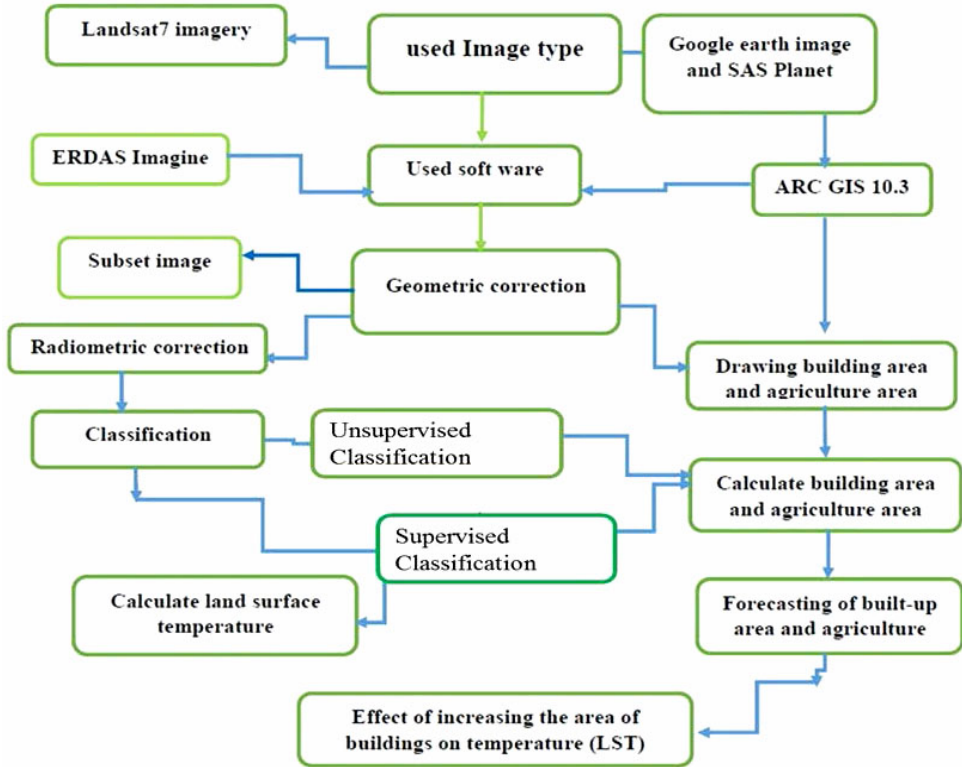 Landsat7 imagery
used Image type
Google earth image
and SAS Planet
ERDAS Imagine
Used soft ware
ARC GIS 10.3
Subset image
Geometric correction
Radiometric correction
Drawing building area
and agriculture area
Classification
Unsupervised
Classification
Calculate building area
and agriculture area
Supervised
Classification
Calculate land surface
temperature
Forecasting of built-up
area and agriculture
Effect of increasing the area of
buildings on temperature (LST)